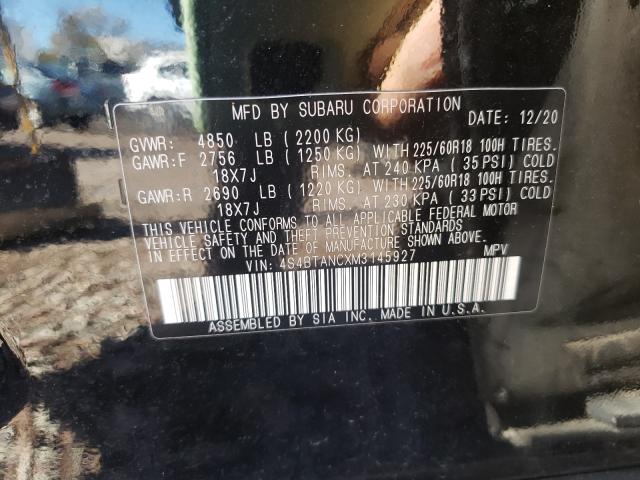 MFD BY SUBARU CORPORATION DATE: 12/20
GVWR: 4850 LB (2200 KG)
GAWR:F 2756 LB (1250 KG) WITH 225/60R18 100H TIRES.
18X7J RIMS. AT 240 KPA (35 PSI) COLD
GAWR:R 2690 LB (1220 KG) WITH 225/60R18 100H TIRES.
18X7J RIMS. AT 230 KPA (33 PSI) COLD
THIS VEHICLE CONFORMS TO ALL APPLICABLE FEDERAL MOTOR
VEHICLE SAFETY AND THEFT PREVENTION STANDARDS
IN EFFECT ON THE DATE OF MANUFACTURE SHOWN ABOVE.
VIN: 4S4BTANCXM3145927 MPV
ASSEMBLED BY SIA INC. MADE IN U.S.A.